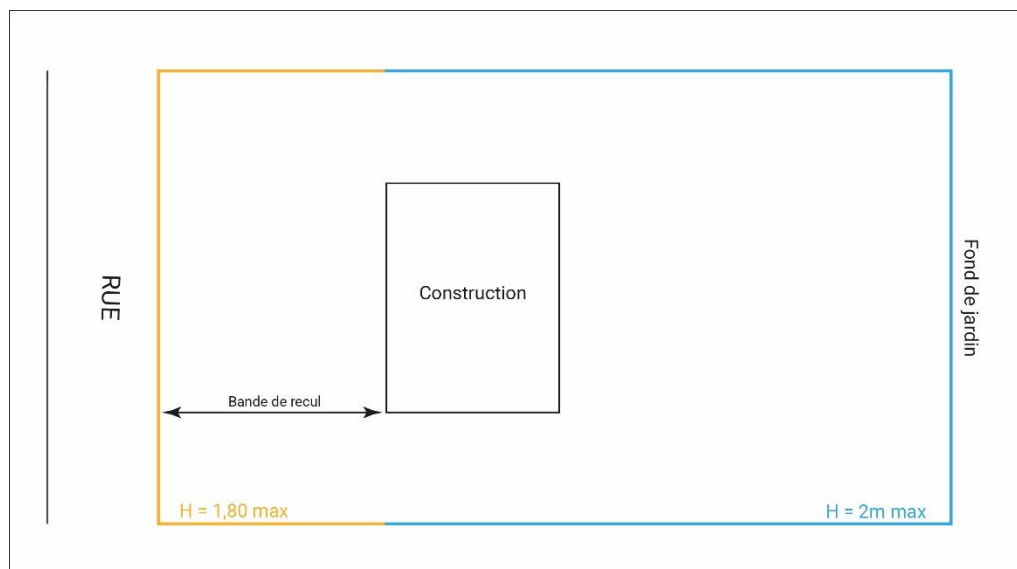 RUE
Construction
Fond de jardin
Bande de recul
H = 1,80 max
H = 2m max